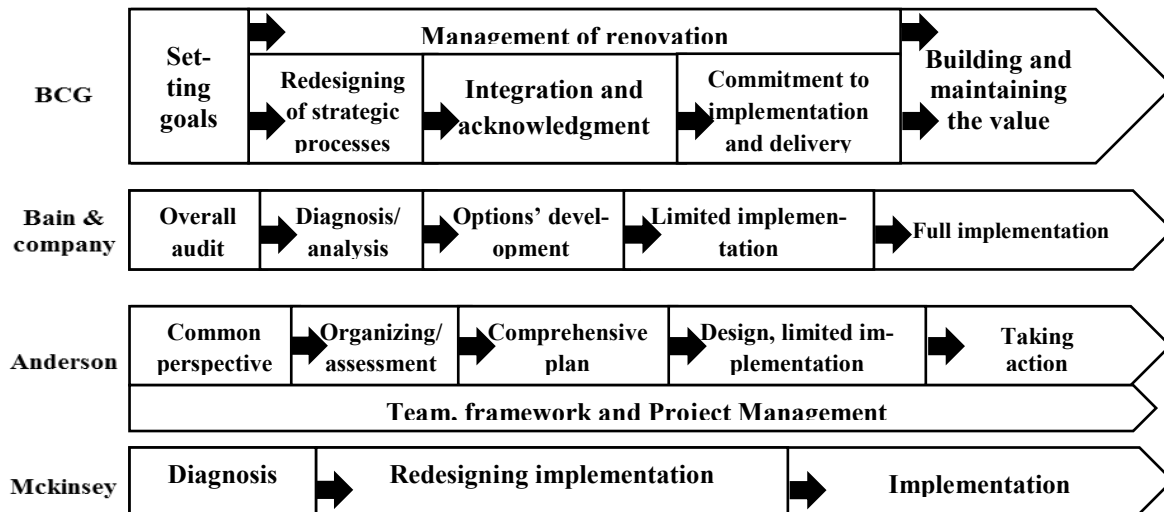 BCG
Set-
ting
goals
Management of renovation
Redesigning
of strategic
processes
Integration and
acknowledgment
Commitment to
implementation
and delivery
Building and
maintaining
the value
Bain &
company
Overall
audit
Diagnosis/
analysis
Options’ devel-
opment
Limited implemen-
tation
Full implementation
Anderson
Common
perspective
Organizing/
assessment
Comprehensive
plan
Design, limited im-
plementation
Taking
action
Team, framework and Project Management
Mckinsey
Diagnosis
Redesigning implementation
Implementation